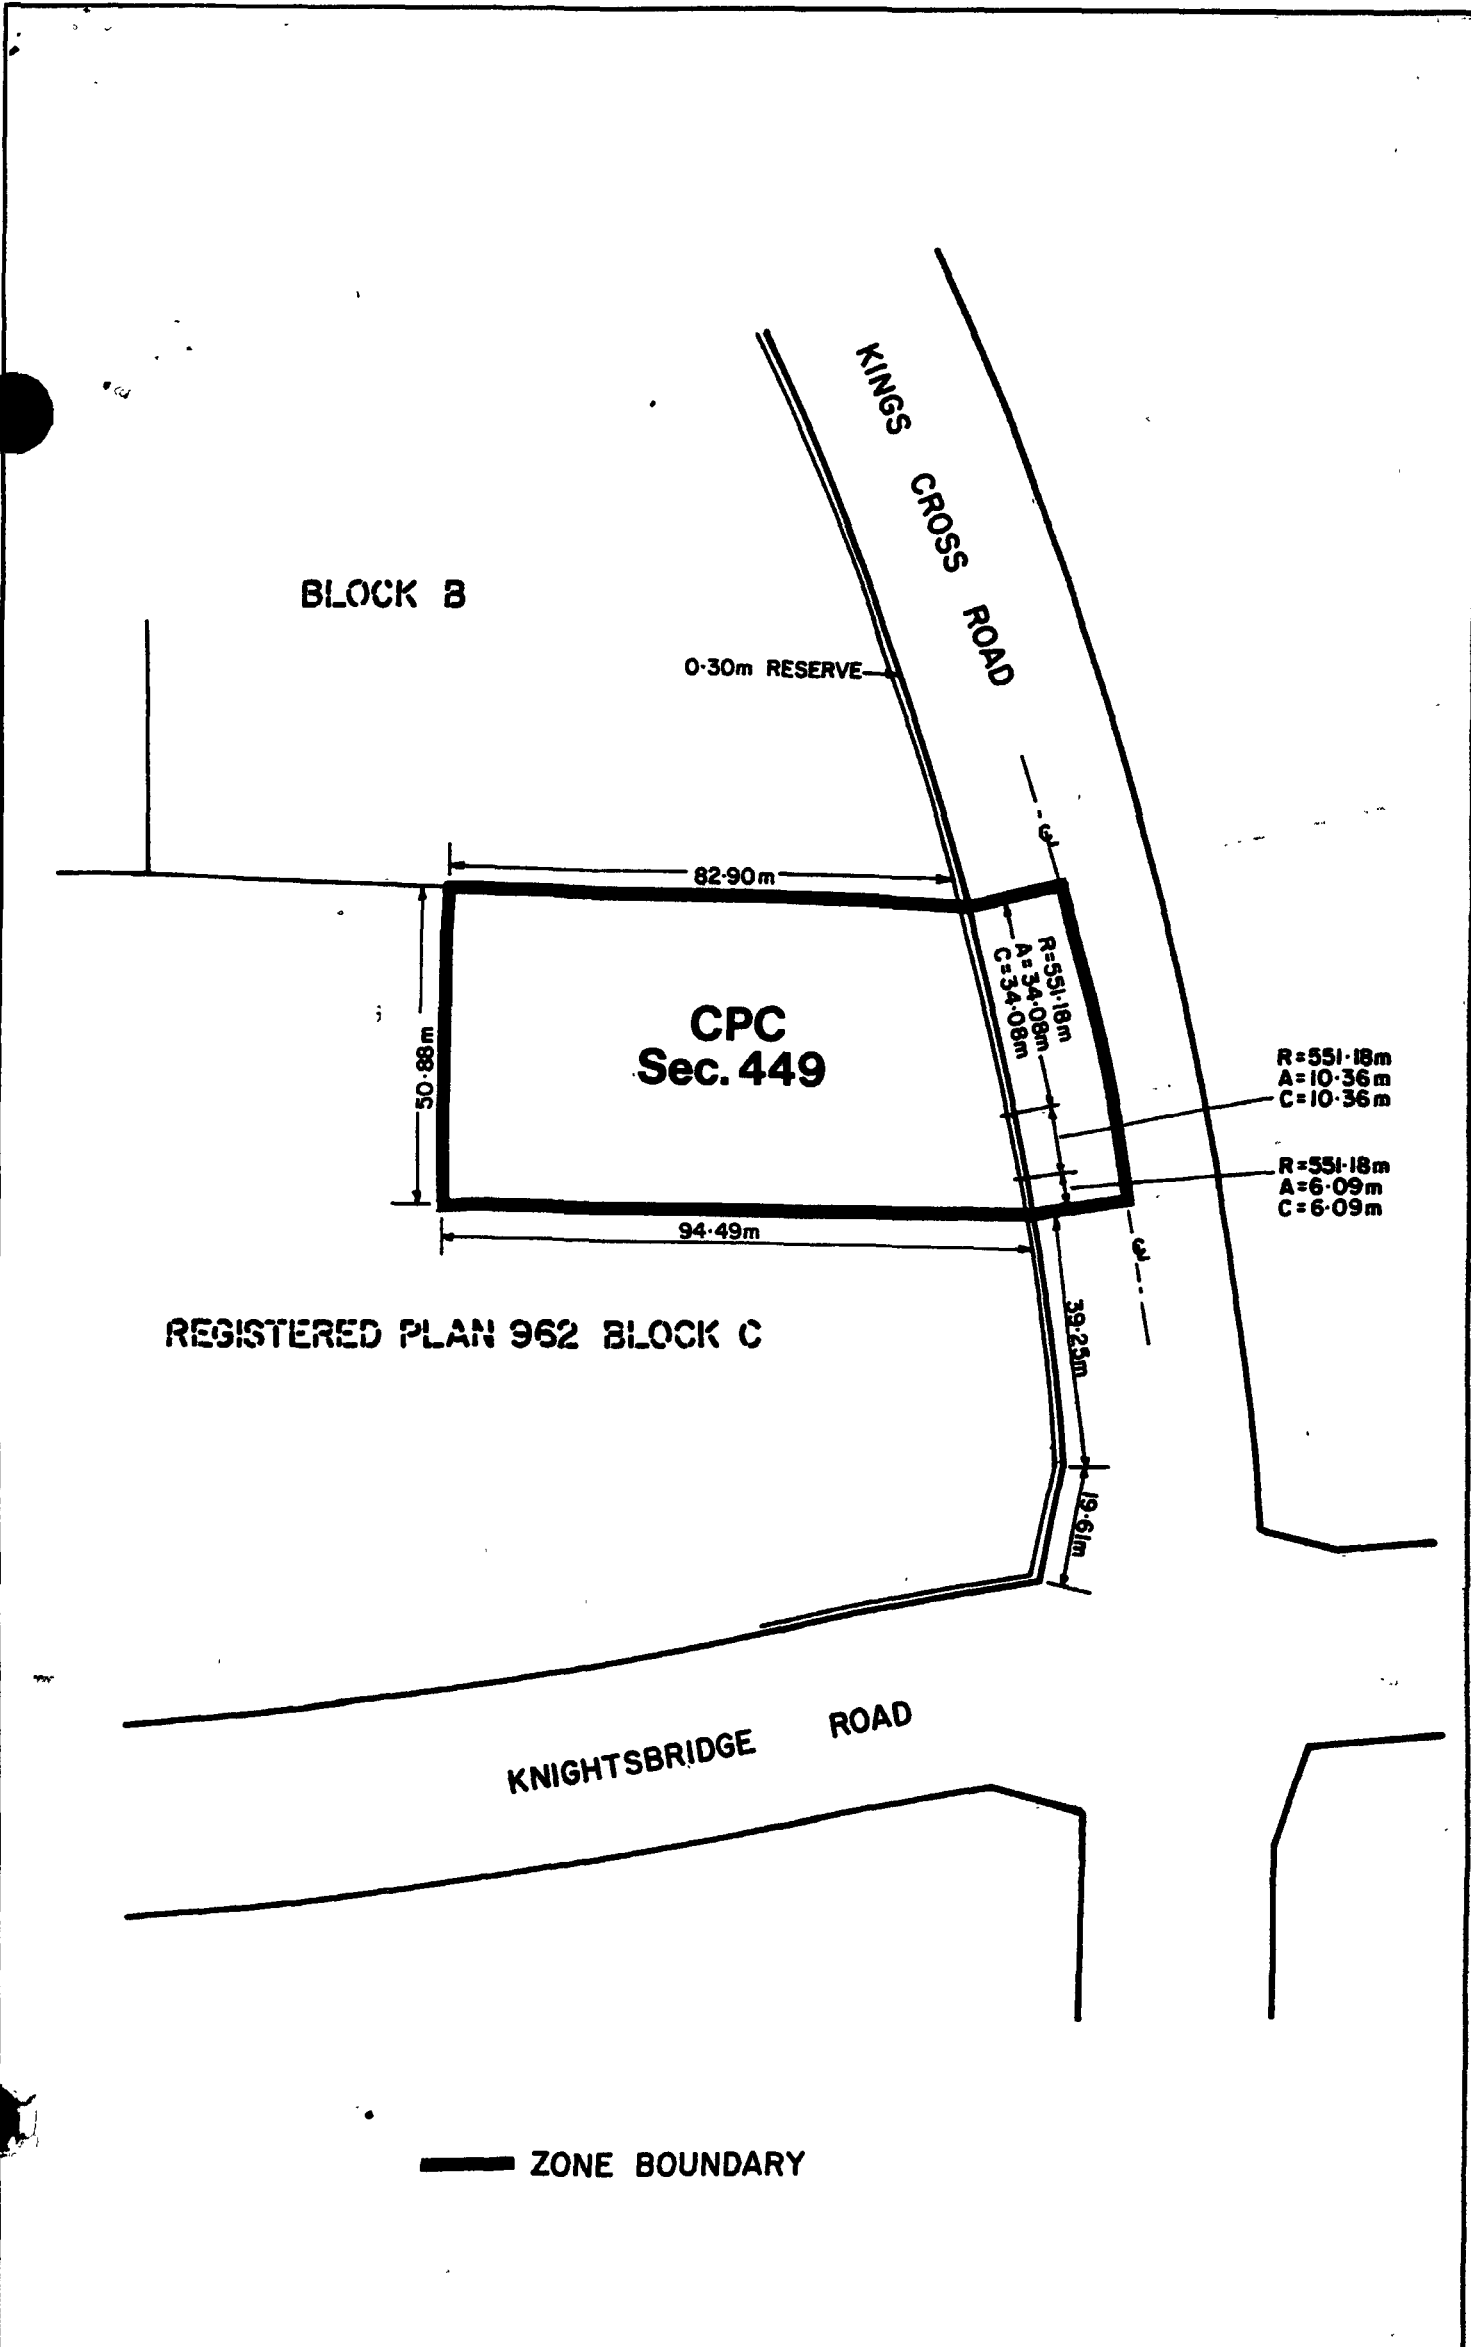 KINGS CROSS ROAD
BLOCK B
0·30m RESERVE
82·90m
R=551·18m
A=34·08m
C=34·08m
CPC
Sec. 449
50·88m
R=551·18m
A=10·36m
C=10·36m
R=551·18m
A=6·09m
C=6·09m
94·49m
39·25m
REGISTERED PLAN 962 BLOCK C
19·61m
KNIGHTSBRIDGE ROAD
ZONE BOUNDARY